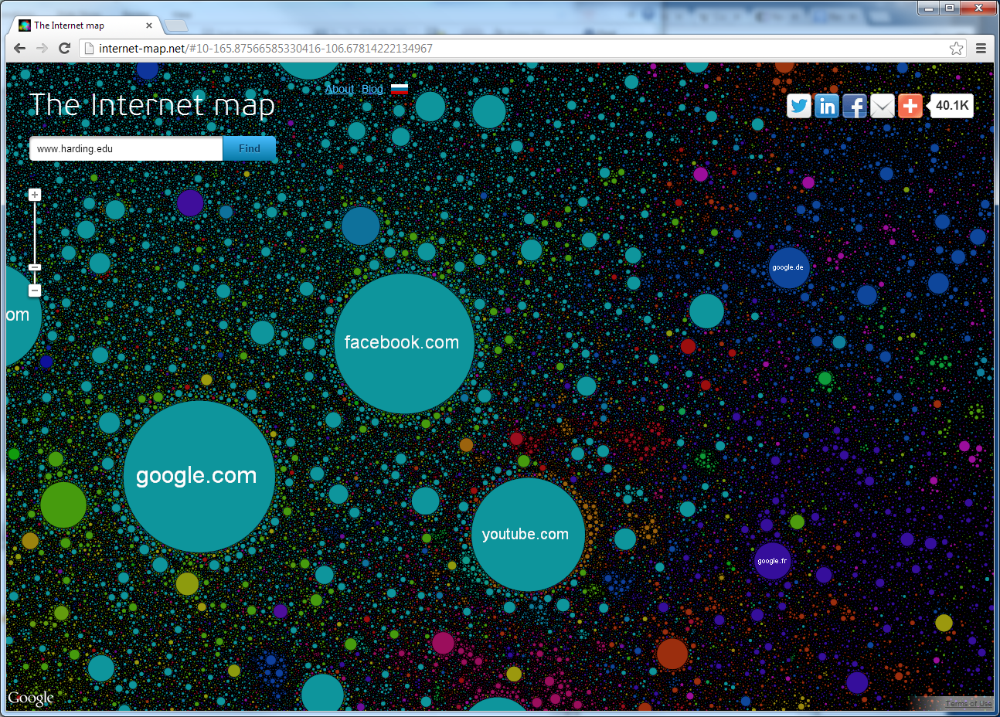 The Internet map
internet-map.net/#10-165.87566585330416-106.67814222134967
About Blog
The Internet map
40.1K
www.harding.edu
Find
google.de
om
facebook.com
google.com
youtube.com
google.fr
Google
Terms of Use